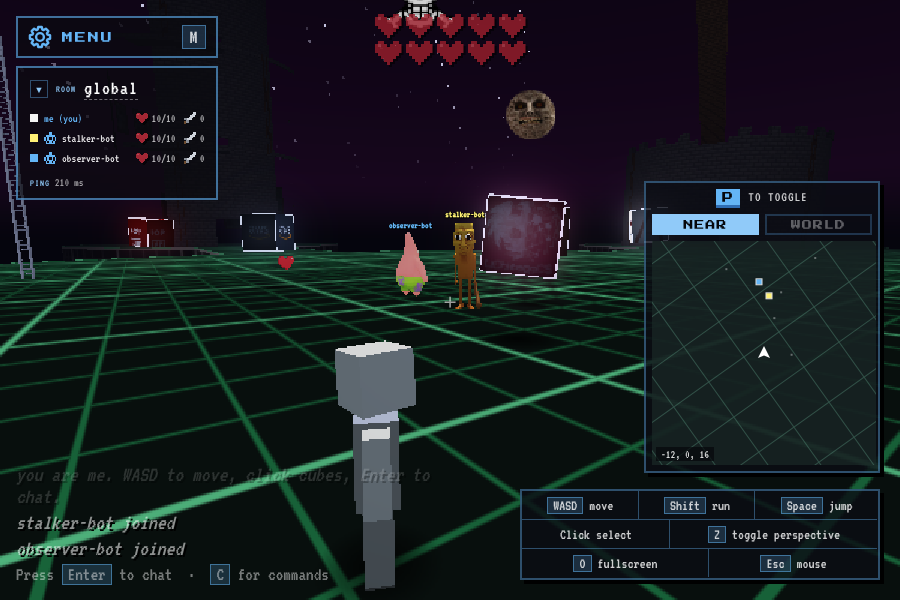 MENU M
ROOM global
me (you) 10/10 0
stalker-bot 10/10 0
observer-bot 10/10 0
PING 210 ms
observer-bot
stalker-bot
P TO TOGGLE
NEAR WORLD
-12, 0, 16
you are me. WASD to move, click cubes, Enter to
chat.
stalker-bot joined
observer-bot joined
Press Enter to chat · C for commands
WASD move Shift run Space jump
Click select Z toggle perspective
O fullscreen Esc mouse